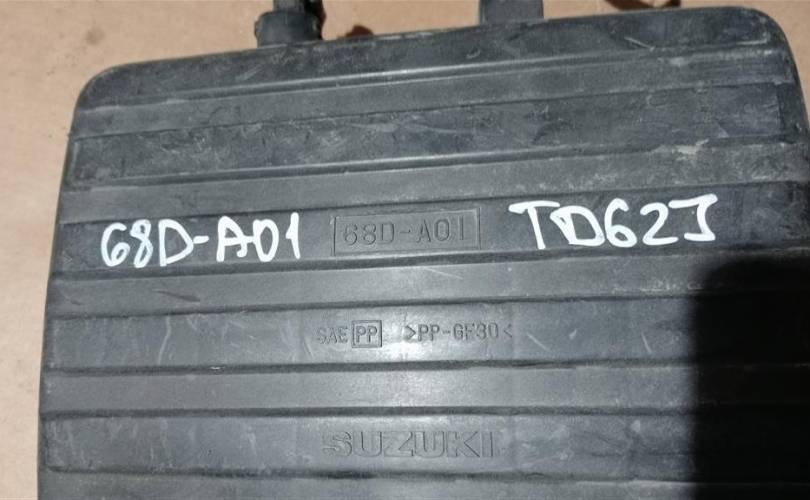 68D-A01 68D-A01 TD62J
SAE PP >PP-GF30<
SUZUKI